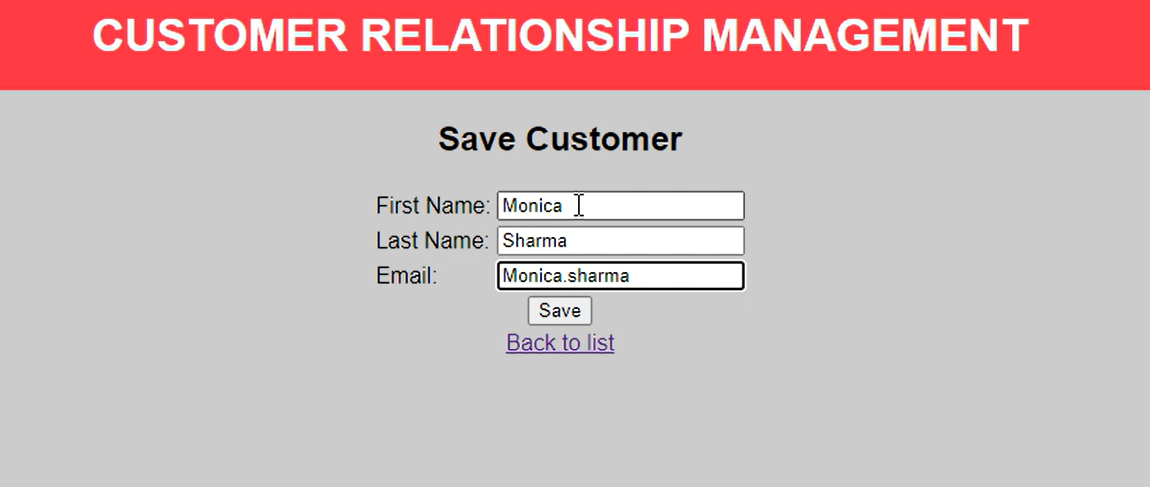 CUSTOMER RELATIONSHIP MANAGEMENT
Save Customer
First Name: Monica
Last Name: Sharma
Email: Monica.sharma
Save
Back to list